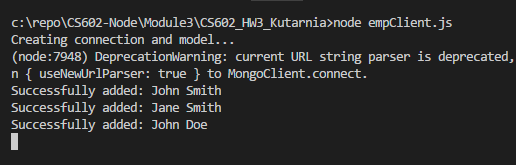 c:\repo\CS602-Node\Module3\CS602_HW3_Kutarnia>node empClient.js
Creating connection and model...
(node:7948) DeprecationWarning: current URL string parser is deprecated,
n { useNewUrlParser: true } to MongoClient.connect.
Successfully added: John Smith
Successfully added: Jane Smith
Successfully added: John Doe